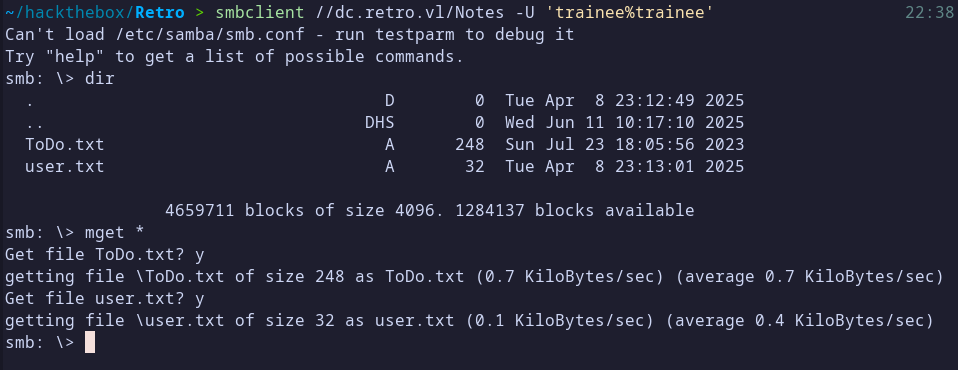 ~/hackthebox/Retro > smbclient //dc.retro.vl/Notes -U 'trainee%trainee' 22:38
Can't load /etc/samba/smb.conf - run testparm to debug it
Try "help" to get a list of possible commands.
smb: \> dir
  .                                   D        0  Tue Apr  8 23:12:49 2025
  ..                                DHS        0  Wed Jun 11 10:17:10 2025
  ToDo.txt                            A      248  Sun Jul 23 18:05:56 2023
  user.txt                            A       32  Tue Apr  8 23:13:01 2025
                4659711 blocks of size 4096. 1284137 blocks available
smb: \> mget *
Get file ToDo.txt? y
getting file \ToDo.txt of size 248 as ToDo.txt (0.7 KiloBytes/sec) (average 0.7 KiloBytes/sec)
Get file user.txt? y
getting file \user.txt of size 32 as user.txt (0.1 KiloBytes/sec) (average 0.4 KiloBytes/sec)
smb: \>